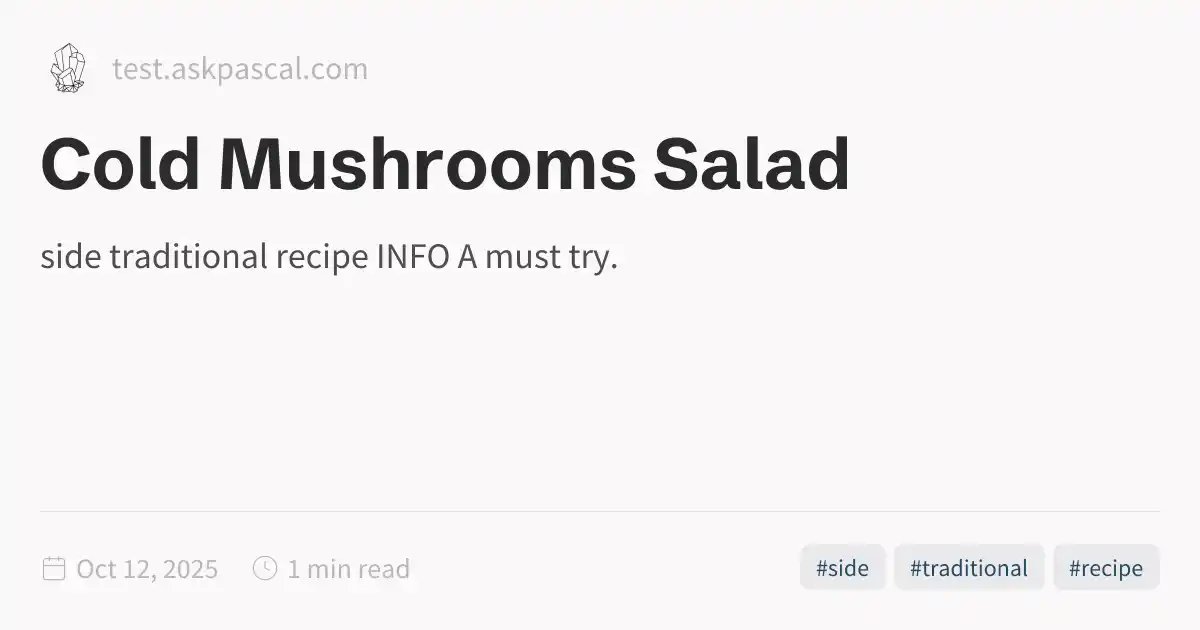 test.askpascal.com
Cold Mushrooms Salad
side traditional recipe INFO A must try.
Oct 12, 2025 1 min read #side #traditional #recipe